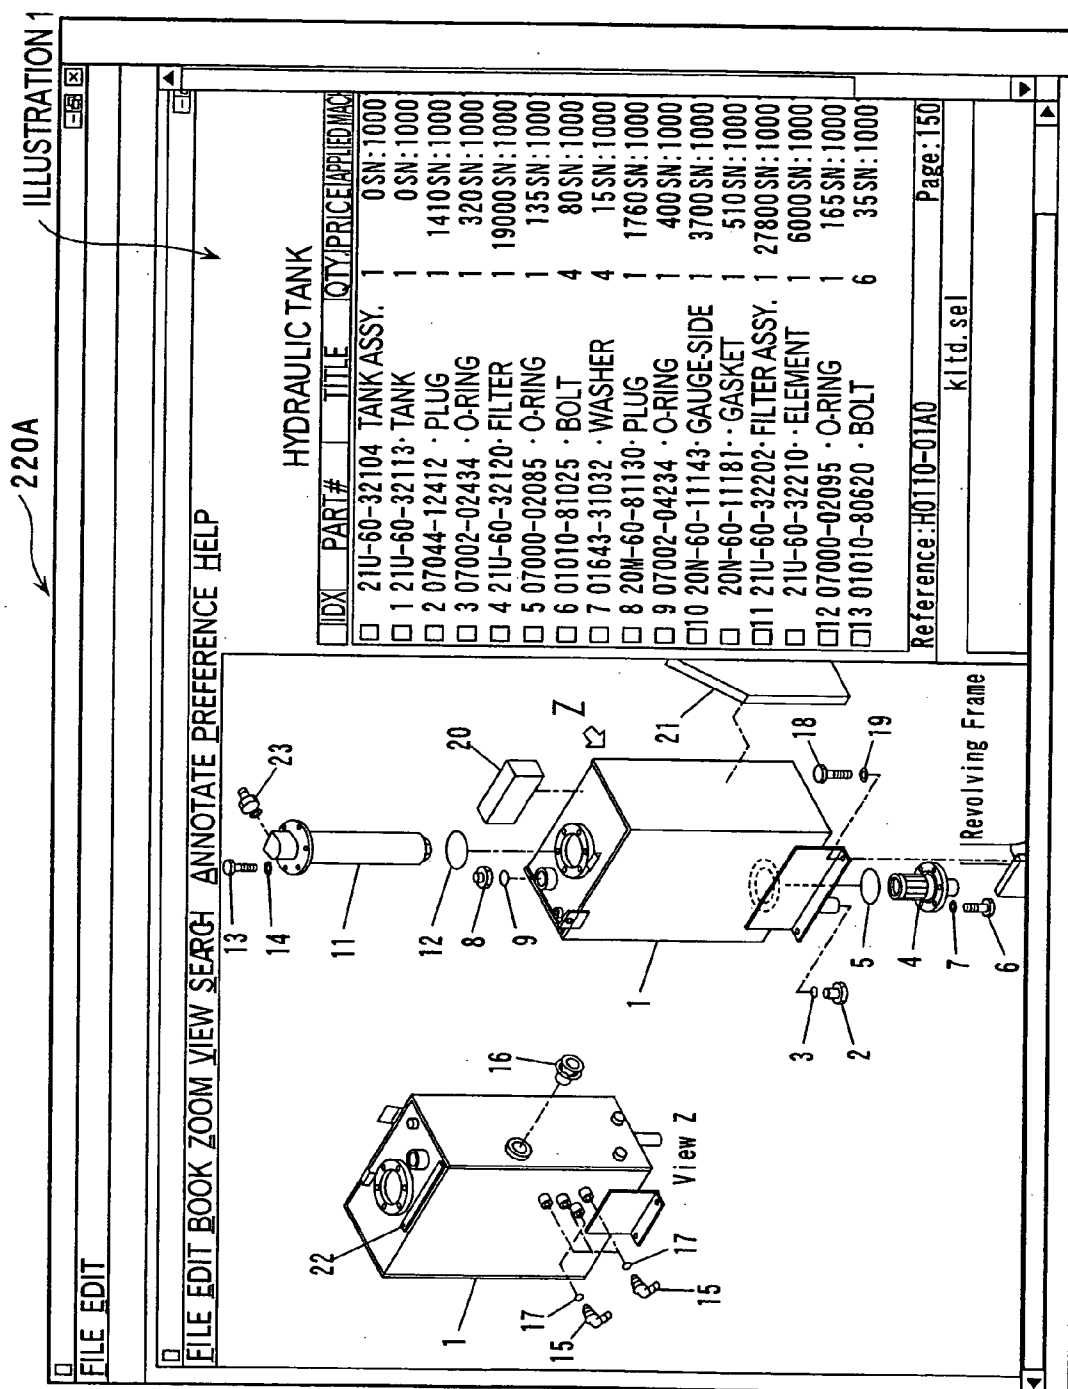 220A
ILLUSTRATION 1
FILE EDIT
FILE EDIT BOOK ZOOM VIEW SEARCH ANNOTATE PREFERENCE HELP
HYDRAULIC TANK
IDX PART# TITLE QTY. PRICE APPLIED MACH
21U-60-32104 TANK ASSY. 1 0 SN:1000
1 21U-60-32113 · TANK 1 0 SN:1000
2 07044-12412 · PLUG 1 1410 SN:1000
3 07002-02434 · O-RING 1 320 SN:1000
4 21U-60-32120 · FILTER 1 19000 SN:1000
5 07000-02085 · O-RING 1 135 SN:1000
6 01010-81025 · BOLT 4 80 SN:1000
7 01643-31032 · WASHER 4 15 SN:1000
8 20M-60-81130 · PLUG 1 1760 SN:1000
9 07002-04234 · O-RING 1 400 SN:1000
10 20N-60-11143 · GAUGE-SIDE 1 3700 SN:1000
20N-60-11181 · · GASKET 1 510 SN:1000
11 21U-60-32202 · FILTER ASSY. 1 27800 SN:1000
21U-60-32210 · · ELEMENT 1 6000 SN:1000
12 07000-02095 · O-RING 1 165 SN:1000
13 01010-80620 · BOLT 6 35 SN:1000
Reference:H0110-01A0 Page:150
kitd.sel
13
14
23
11
12
8
9
20
Z
21
18
19
Revolving Frame
1
5
4
7
6
3
2
16
22
1
View Z
17
15
17
15